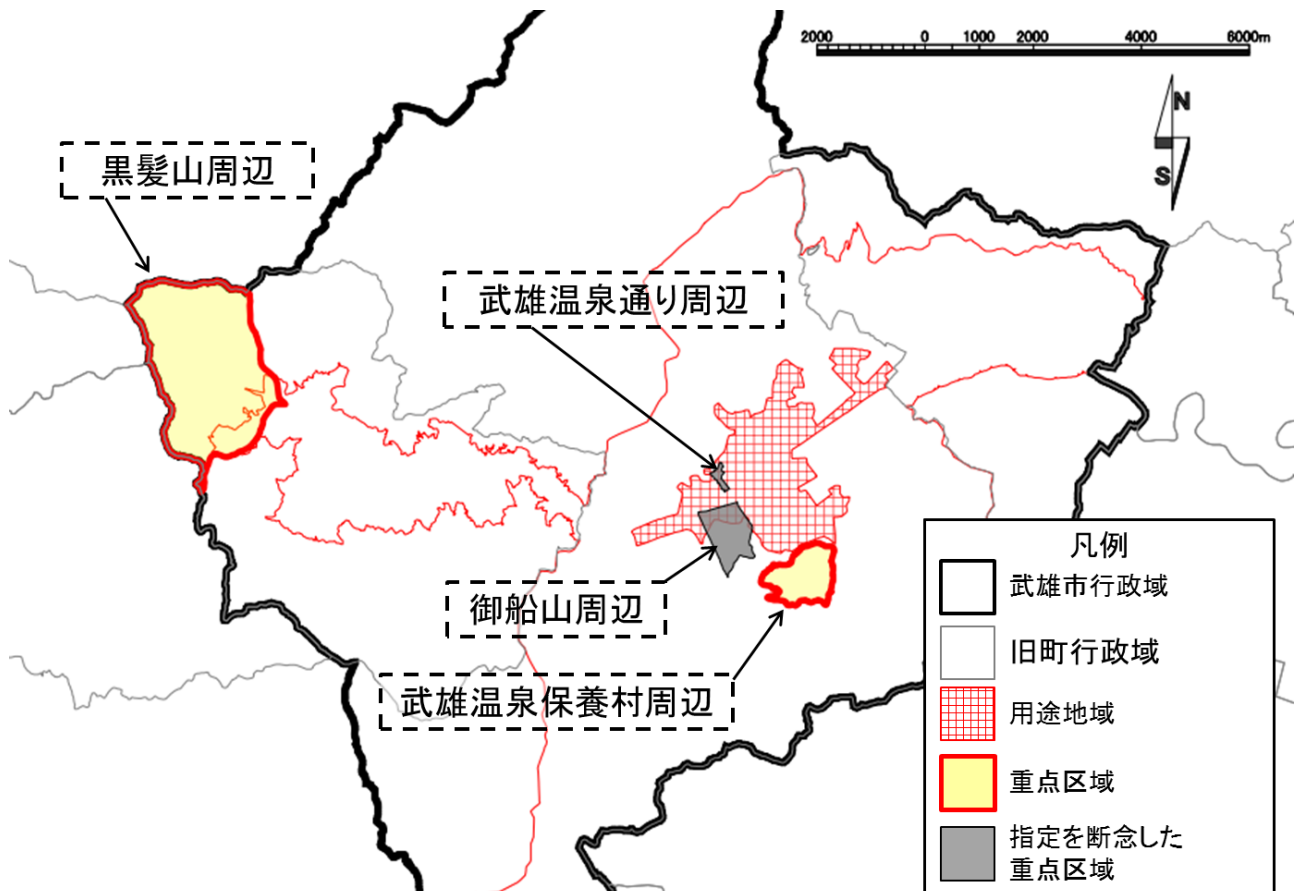 2000 0 1000 2000 4000 6000m
N
S
黒髪山周辺
武雄温泉通り周辺
御船山周辺
武雄温泉保養村周辺
凡例
武雄市行政域
旧町行政域
用途地域
重点区域
指定を断念した
重点区域